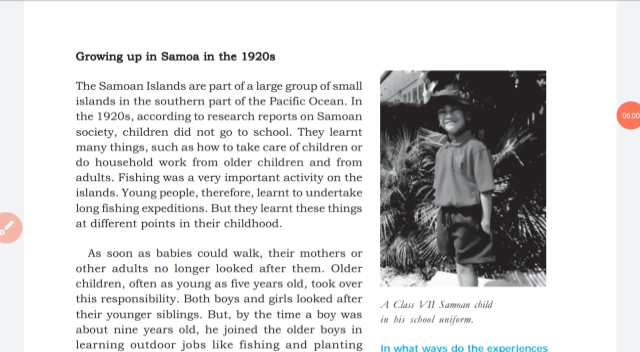 Growing up in Samoa in the 1920s
The Samoan Islands are part of a large group of small
islands in the southern part of the Pacific Ocean. In
the 1920s, according to research reports on Samoan
society, children did not go to school. They learnt
many things, such as how to take care of children or
do household work from older children and from
adults. Fishing was a very important activity on the
islands. Young people, therefore, learnt to undertake
long fishing expeditions. But they learnt these things
at different points in their childhood.
As soon as babies could walk, their mothers or
other adults no longer looked after them. Older
children, often as young as five years old, took over
this responsibility. Both boys and girls looked after
their younger siblings. But, by the time a boy was
about nine years old, he joined the older boys in
learning outdoor jobs like fishing and planting
A Class VII Samoan child
in his school uniform.
In what ways do the experiences
06:00